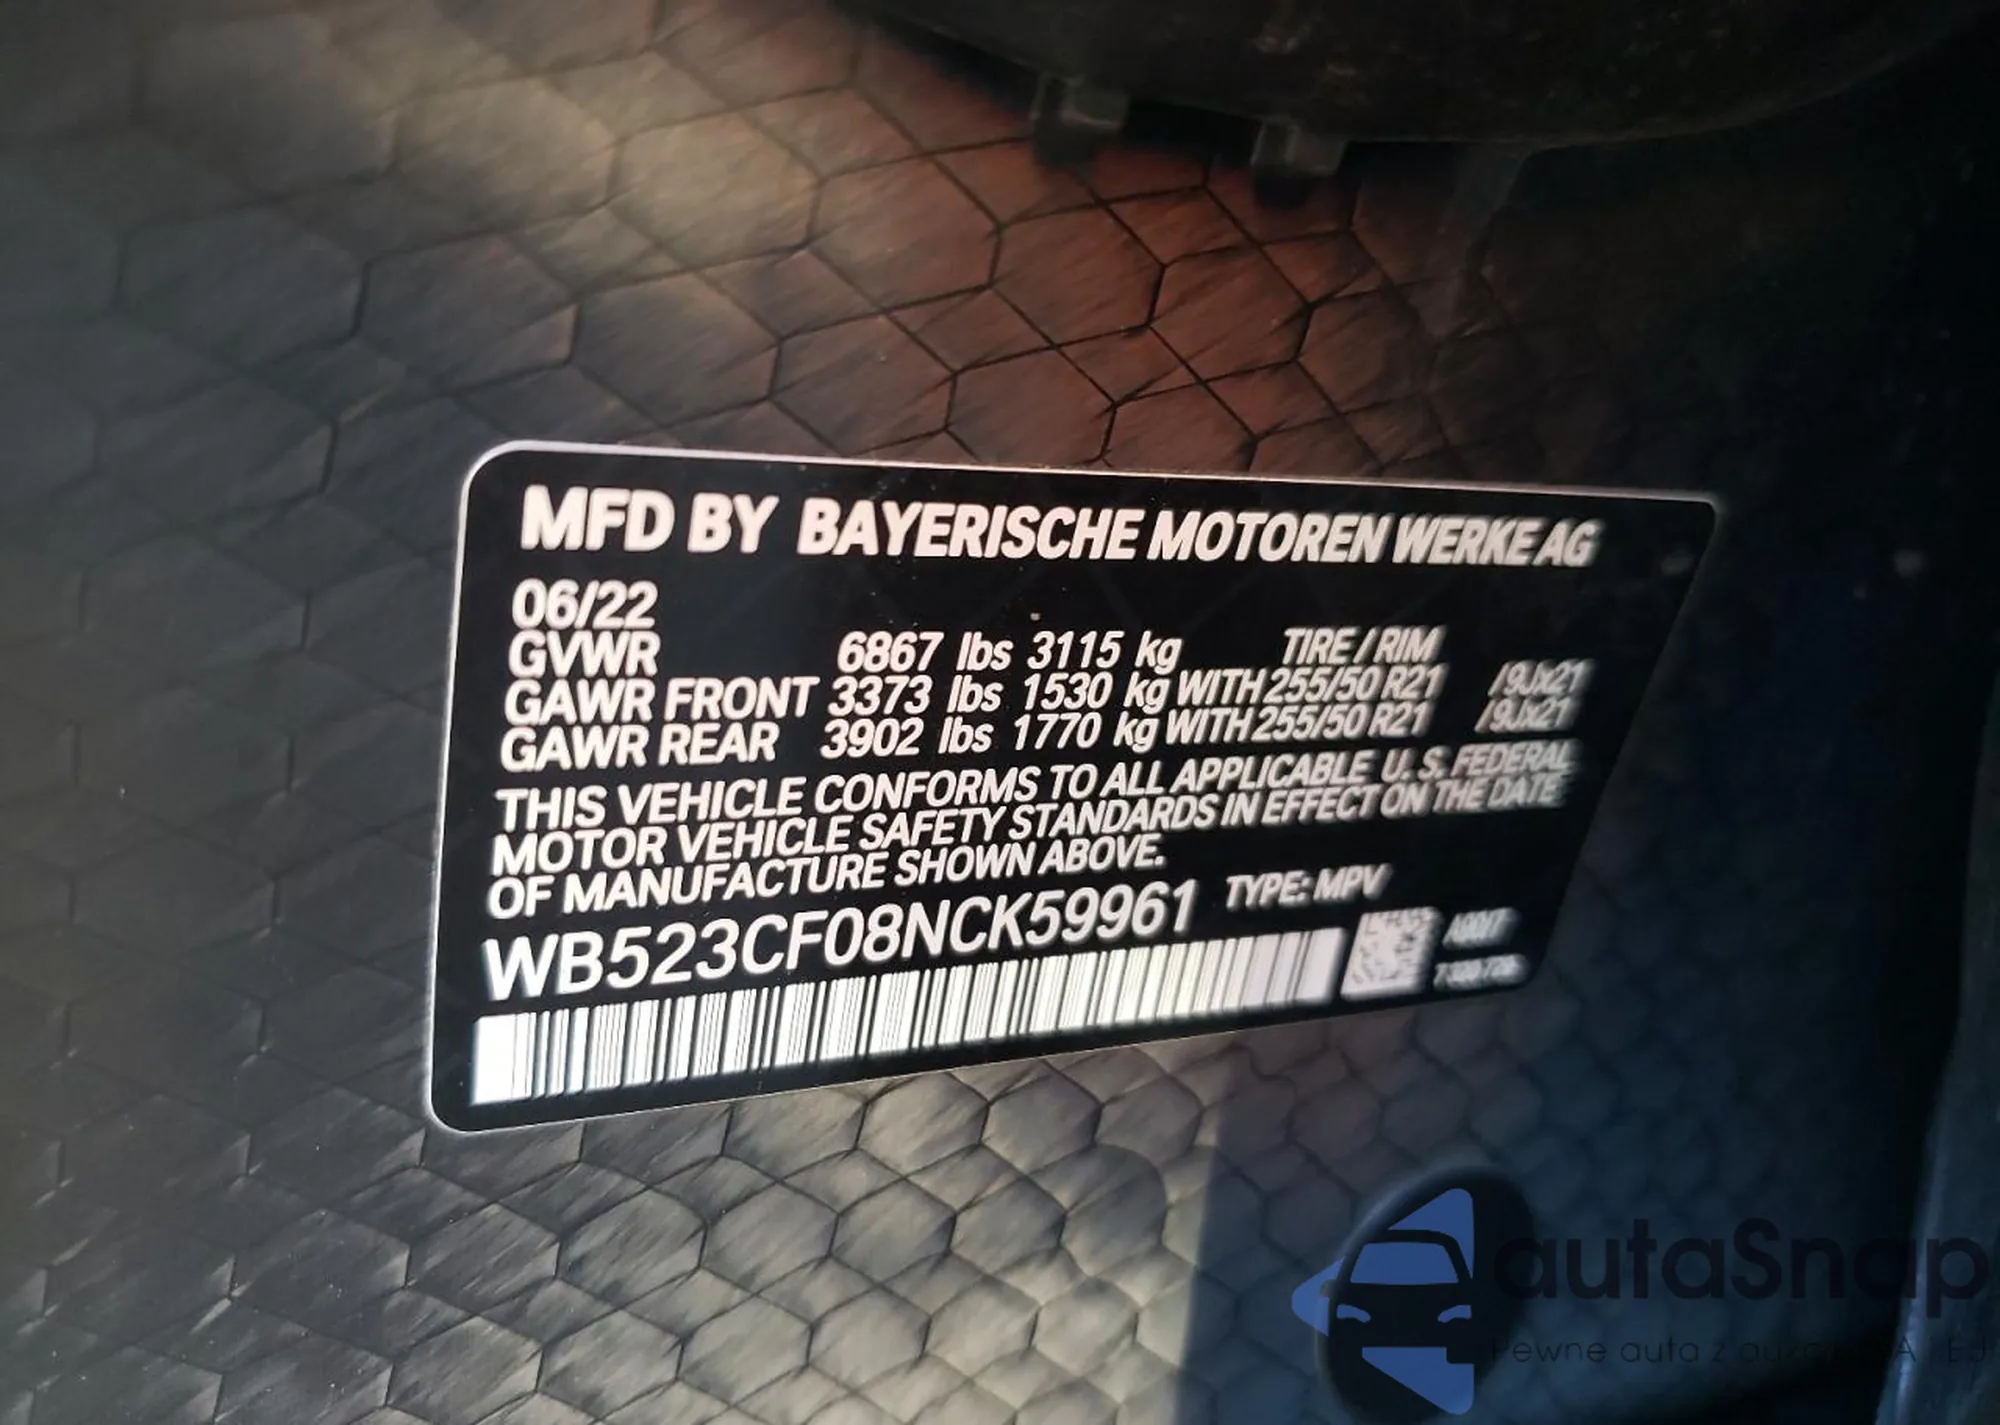 MFD BY BAYERISCHE MOTOREN WERKE AG
06/22
GVWR 6867 lbs 3115 kg TIRE / RIM
GAWR FRONT 3373 lbs 1530 kg WITH 255/50 R21 /9Jx21
GAWR REAR 3902 lbs 1770 kg WITH 255/50 R21 /9Jx21
THIS VEHICLE CONFORMS TO ALL APPLICABLE U. S. FEDERAL
MOTOR VEHICLE SAFETY STANDARDS IN EFFECT ON THE DATE
OF MANUFACTURE SHOWN ABOVE.
WB523CF08NCK59961 TYPE: MPV
autaSnap
Pewne auta z